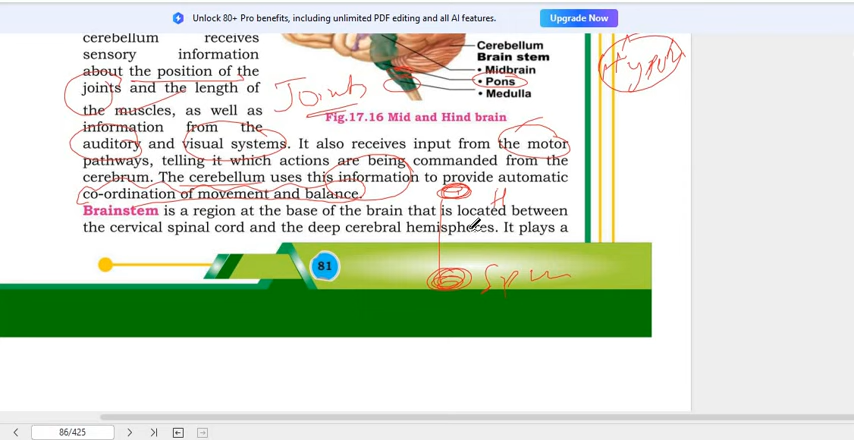 Unlock 80+ Pro benefits, including unlimited PDF editing and all AI features.
Upgrade Now
cerebellum receives
sensory information
about the position of the
joints and the length of
the muscles, as well as
information from the
auditory and visual systems. It also receives input from the motor
pathways, telling it which actions are being commanded from the
cerebrum. The cerebellum uses this information to provide automatic
co-ordination of movement and balance.
Brainstem is a region at the base of the brain that is located between
the cervical spinal cord and the deep cerebral hemispheres. It plays a
Cerebellum
Brain stem
• Midbrain
• Pons
• Medulla
Fig.17.16 Mid and Hind brain
Joints
H
81
86/425